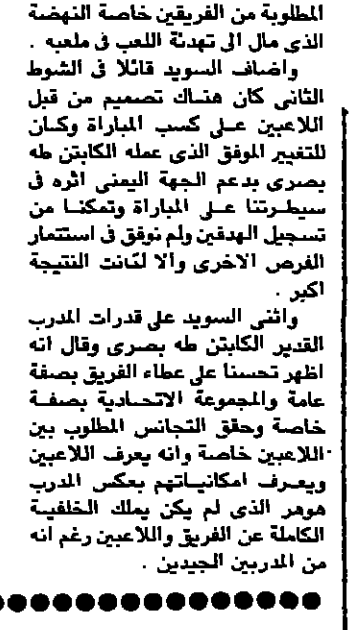 المطلوبة من الفريقين خاصة النهضة
الذى مال الى تهدئة اللعب فى ملعبه .
واضاف السويد قائلا فى الشوط
الثانى كان هناك تصميم من قبل
اللاعبين على كسب المباراة وكان
للتغيير الموفق الذى عمله الكابتن طه
بصرى بدعم الجهة اليمنى اثره فى
سيطرتنا على المباراة وتمكنا من
تسجيل الهدفين ولم نوفق فى استثمار
الفرص الاخرى والا لكانت النتيجة
اكبر .
واثنى السويد على قدرات المدرب
القدير الكابتن طه بصرى وقال انه
اظهر تحسنا على عطاء الفريق بصفة
عامة والمجموعة الاتحادية بصفة
خاصة وحقق التجانس المطلوب بين
اللاعبين خاصة وانه يعرف اللاعبين
ويعرف امكانياتهم بعكس المدرب
هوهر الذى لم يكن يملك الخلفية
الكاملة عن الفريق واللاعبين رغم انه
من المدربين الجيدين .